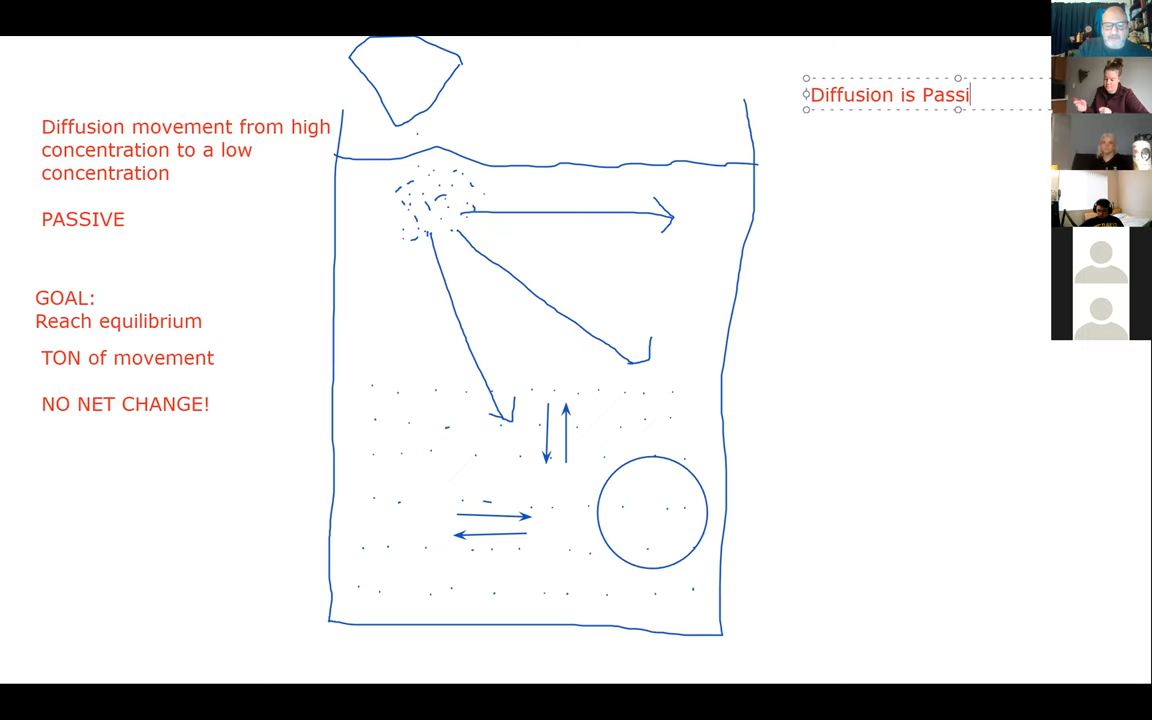 Diffusion movement from high
concentration to a low
concentration
PASSIVE
GOAL:
Reach equilibrium
TON of movement
NO NET CHANGE!
Diffusion is Passi